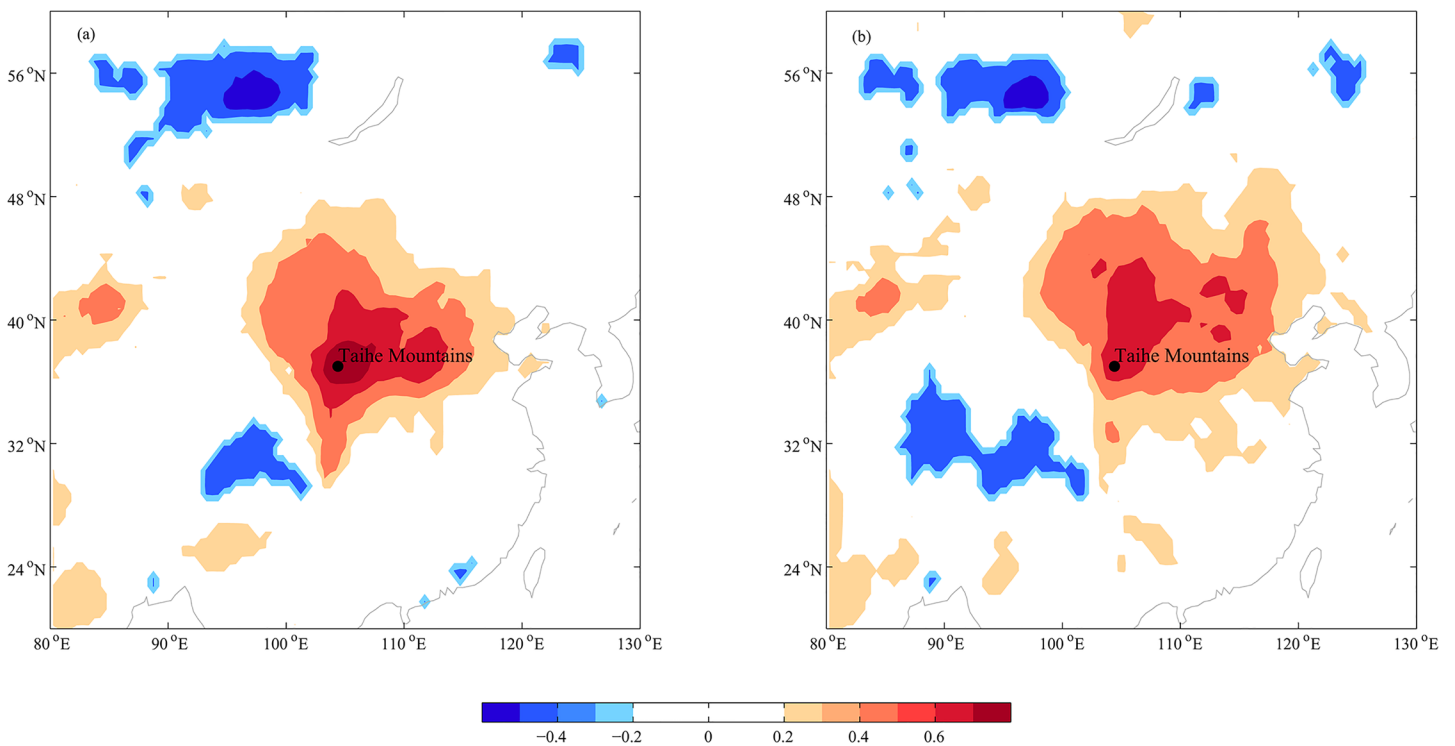 (a)
(b)
56 °N
56 °N
48 °N
48 °N
40 °N
40 °N
Taihe Mountains
Taihe Mountains
32 °N
32 °N
24 °N
24 °N
80 °E
90 °E
100 °E
110 °E
120 °E
130 °E
80 °E
90 °E
100 °E
110 °E
120 °E
130 °E
−0.4
−0.2
0
0.2
0.4
0.6